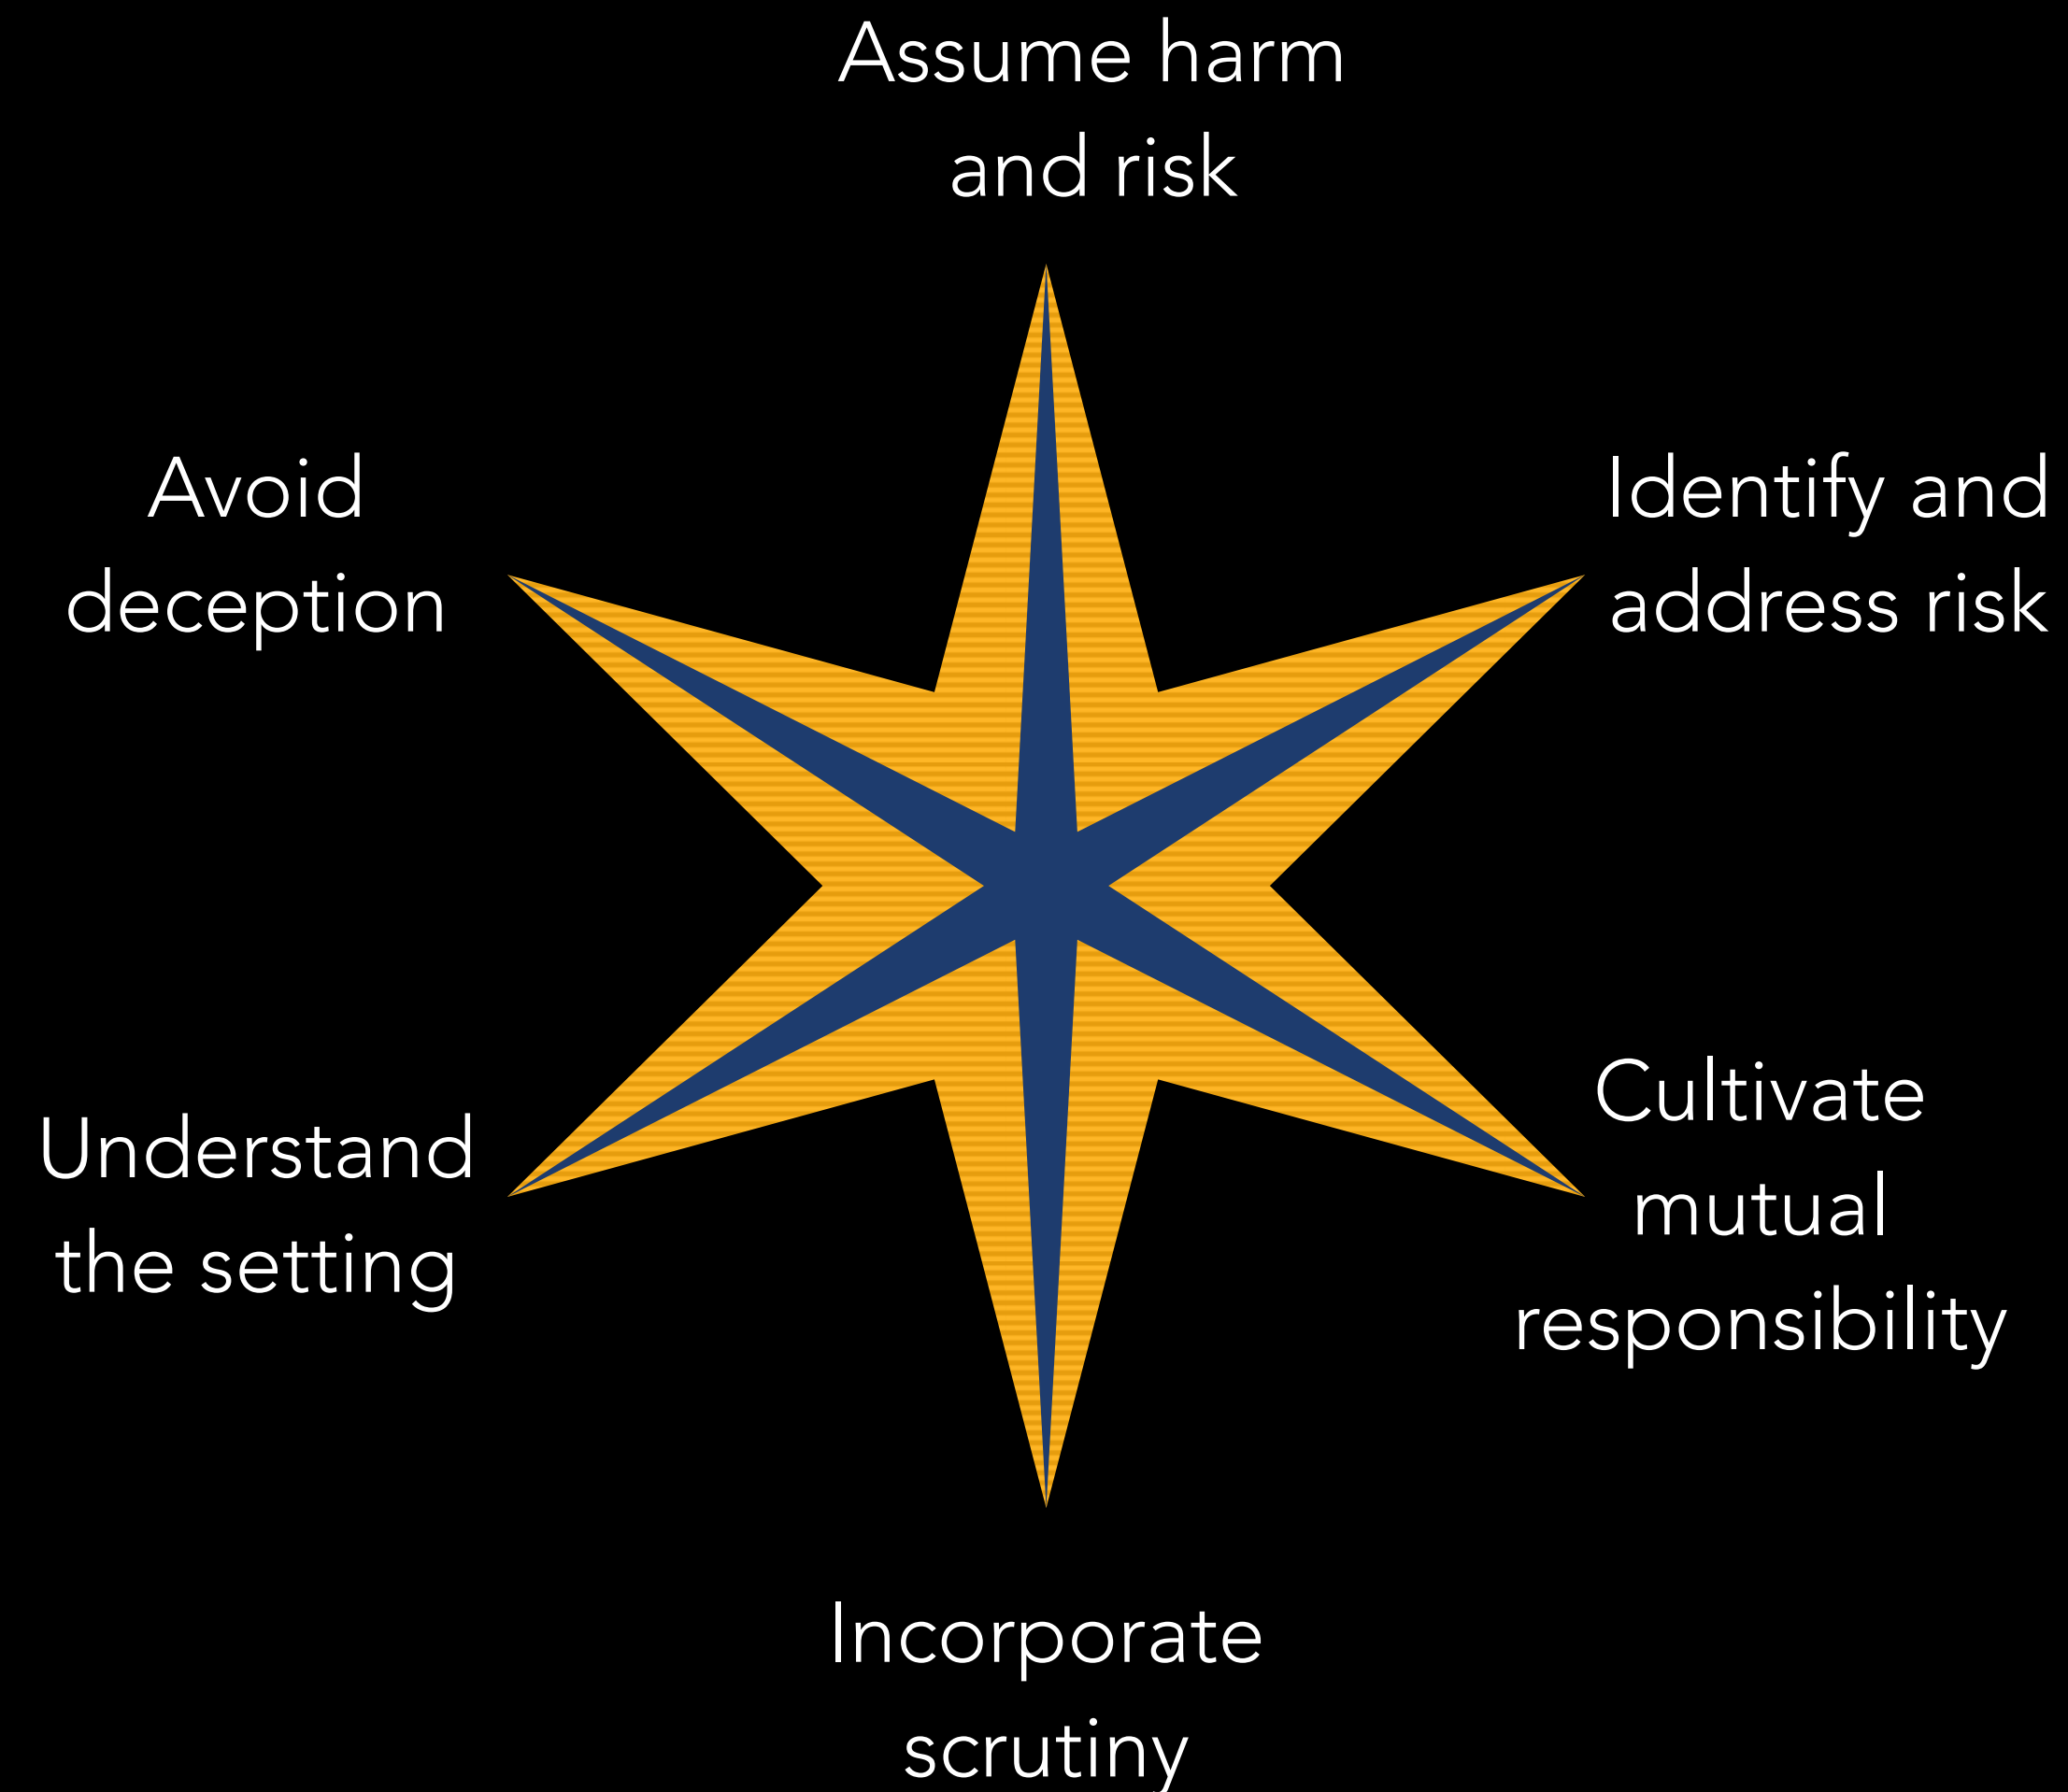 Assume harm
and risk
Avoid
deception
Identify and
address risk
Understand
the setting
Cultivate
mutual
responsibility
Incorporate
scrutiny